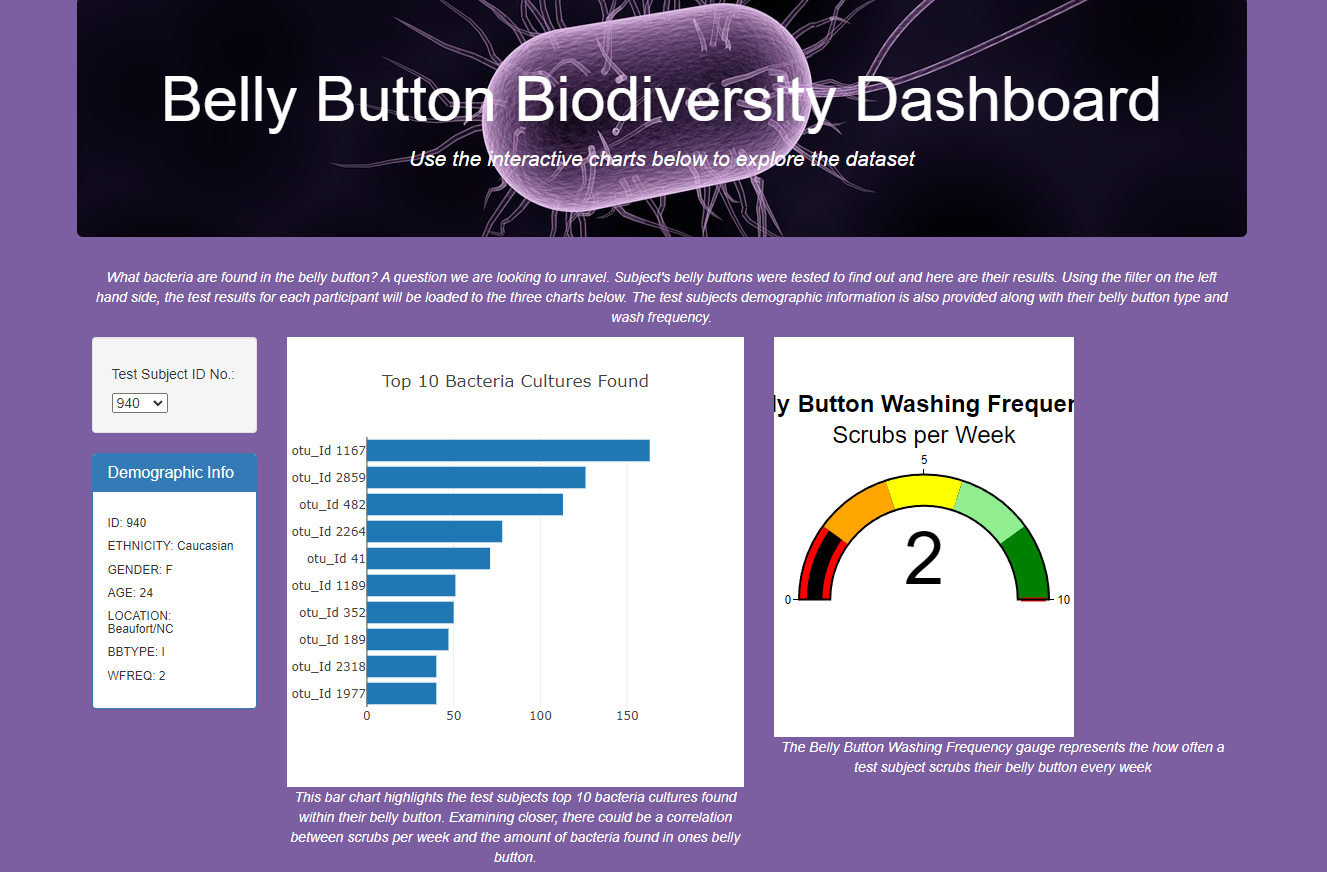 Belly Button Biodiversity Dashboard
Use the interactive charts below to explore the dataset
What bacteria are found in the belly button? A question we are looking to unravel. Subject's belly buttons were tested to find out and here are their results. Using the filter on the left
hand side, the test results for each participant will be loaded to the three charts below. The test subjects demographic information is also provided along with their belly button type and
wash frequency.
Test Subject ID No.:
940
Demographic Info
ID: 940
ETHNICITY: Caucasian
GENDER: F
AGE: 24
LOCATION:
Beaufort/NC
BBTYPE: I
WFREQ: 2
Top 10 Bacteria Cultures Found
otu_Id 1167
otu_Id 2859
otu_Id 482
otu_Id 2264
otu_Id 41
otu_Id 1189
otu_Id 352
otu_Id 189
otu_Id 2318
otu_Id 1977
0 50 100 150
This bar chart highlights the test subjects top 10 bacteria cultures found
within their belly button. Examining closer, there could be a correlation
between scrubs per week and the amount of bacteria found in ones belly
button.
ly Button Washing Frequen
Scrubs per Week
5
2
0 10
The Belly Button Washing Frequency gauge represents the how often a
test subject scrubs their belly button every week